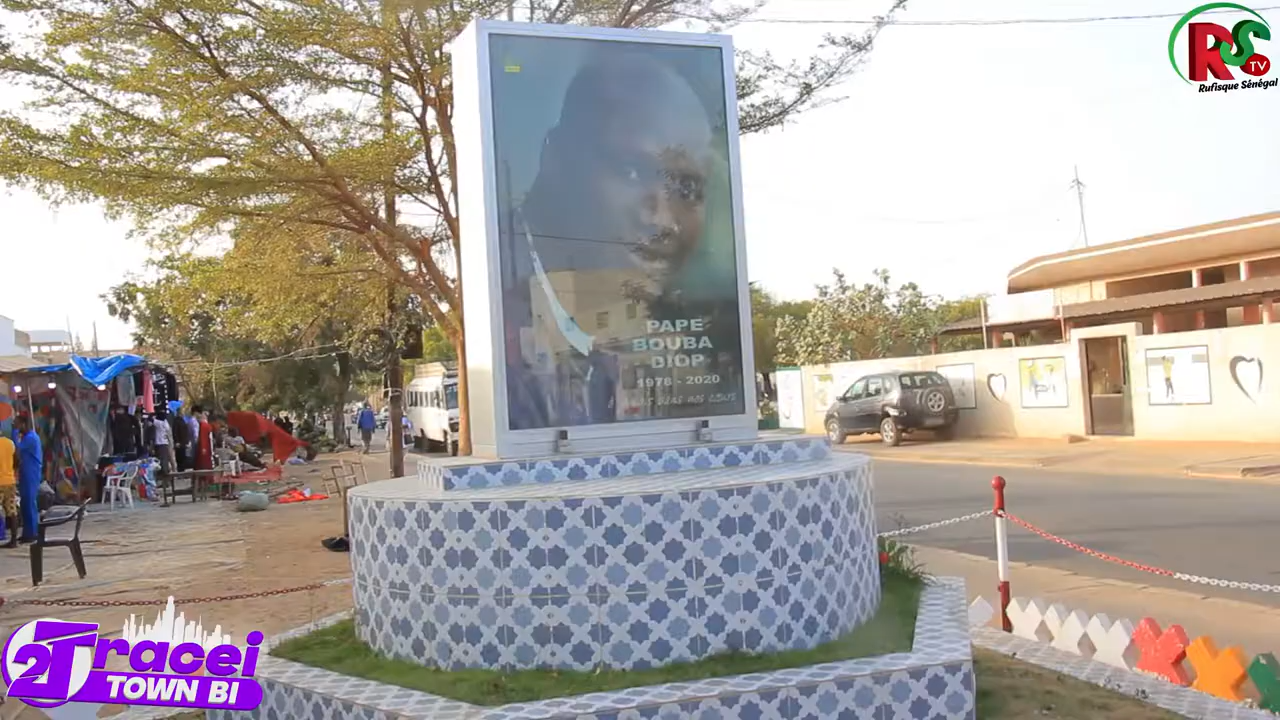 RS TV
Rufisque Sénégal
PAPE
BOUBA
DIOP
1978 - 2020
2Tracei
TOWN BI